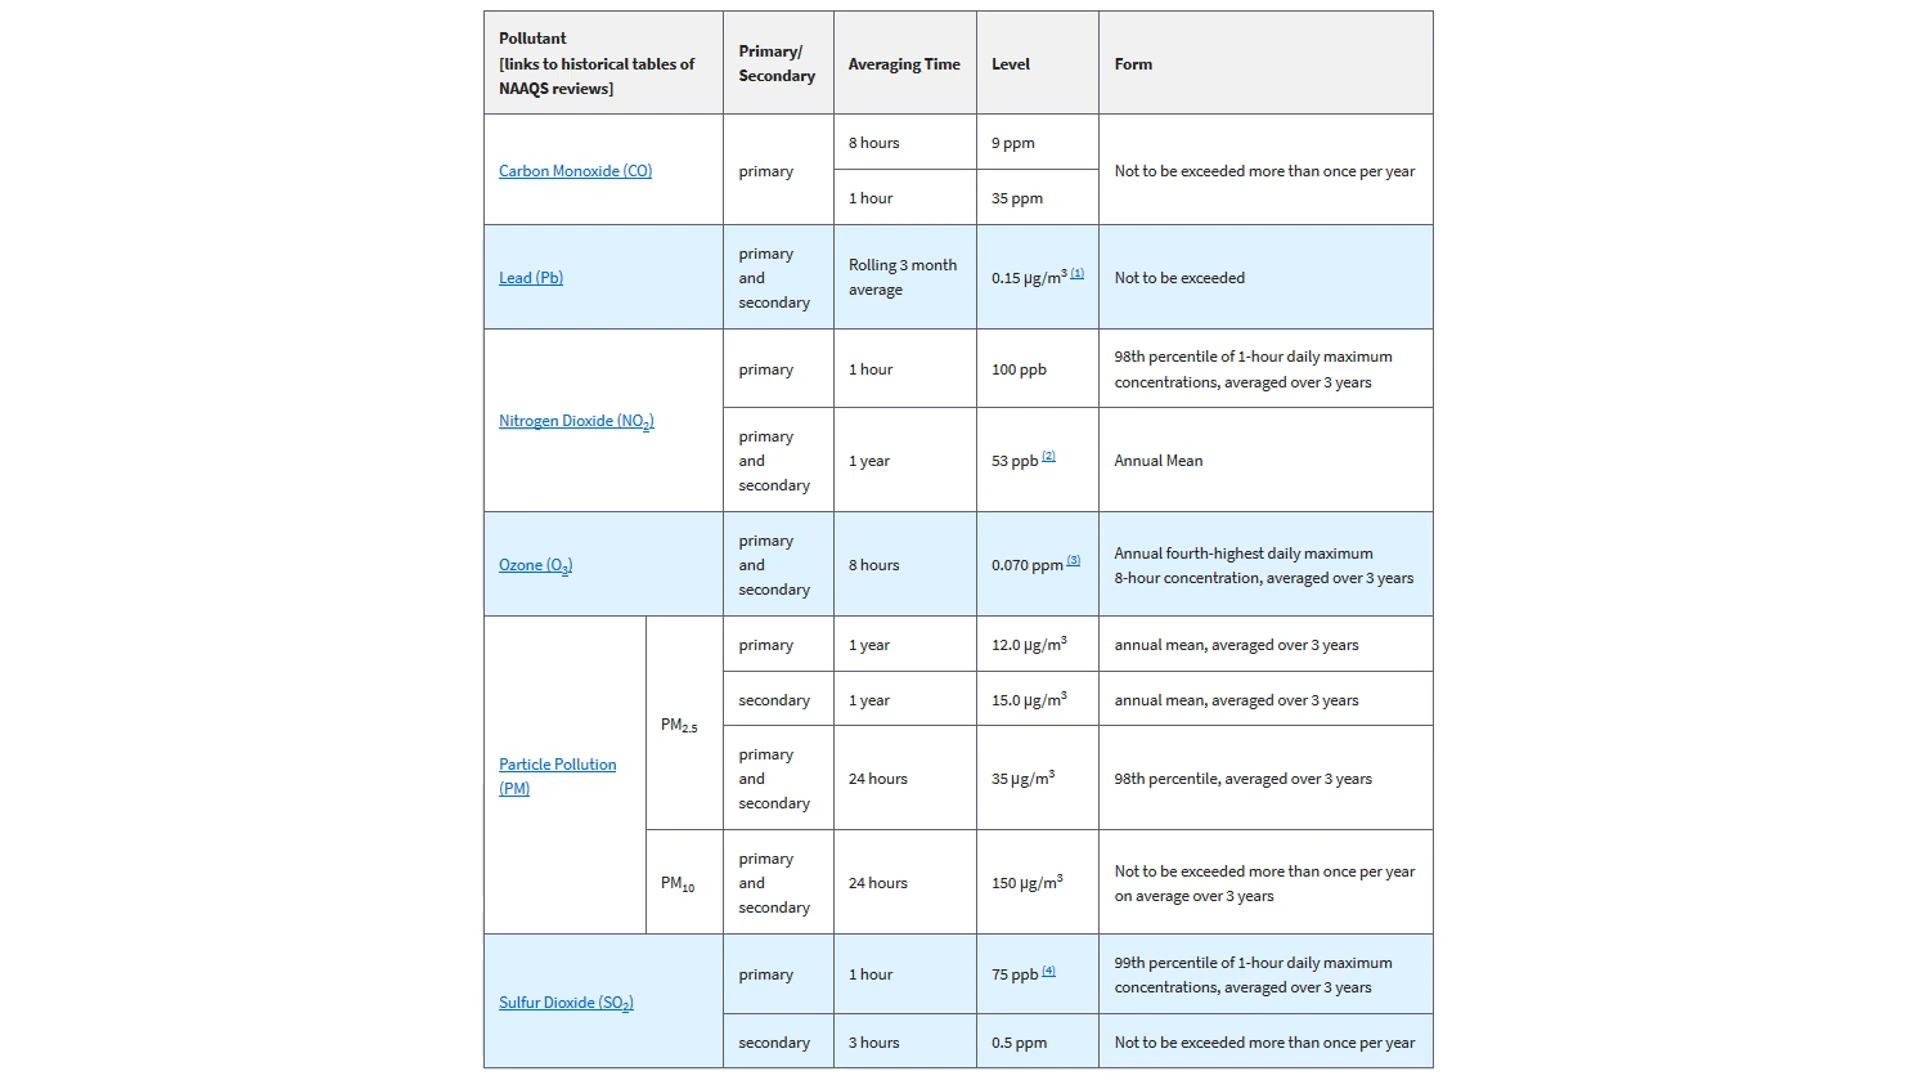 Pollutant
[links to historical tables of
NAAQS reviews]
Primary/
Secondary
Averaging Time
Level
Form
Carbon Monoxide (CO)
primary
8 hours
9 ppm
Not to be exceeded more than once per year
1 hour
35 ppm
Lead (Pb)
primary
and
secondary
Rolling 3 month
average
0.15 μg/m³ (1)
Not to be exceeded
Nitrogen Dioxide (NO₂)
primary
1 hour
100 ppb
98th percentile of 1-hour daily maximum
concentrations, averaged over 3 years
primary
and
secondary
1 year
53 ppb (2)
Annual Mean
Ozone (O₃)
primary
and
secondary
8 hours
0.070 ppm (3)
Annual fourth-highest daily maximum
8-hour concentration, averaged over 3 years
Particle Pollution
(PM)
PM₂.₅
primary
1 year
12.0 μg/m³
annual mean, averaged over 3 years
secondary
1 year
15.0 μg/m³
annual mean, averaged over 3 years
primary
and
secondary
24 hours
35 μg/m³
98th percentile, averaged over 3 years
PM₁₀
primary
and
secondary
24 hours
150 μg/m³
Not to be exceeded more than once per year
on average over 3 years
Sulfur Dioxide (SO₂)
primary
1 hour
75 ppb (4)
99th percentile of 1-hour daily maximum
concentrations, averaged over 3 years
secondary
3 hours
0.5 ppm
Not to be exceeded more than once per year